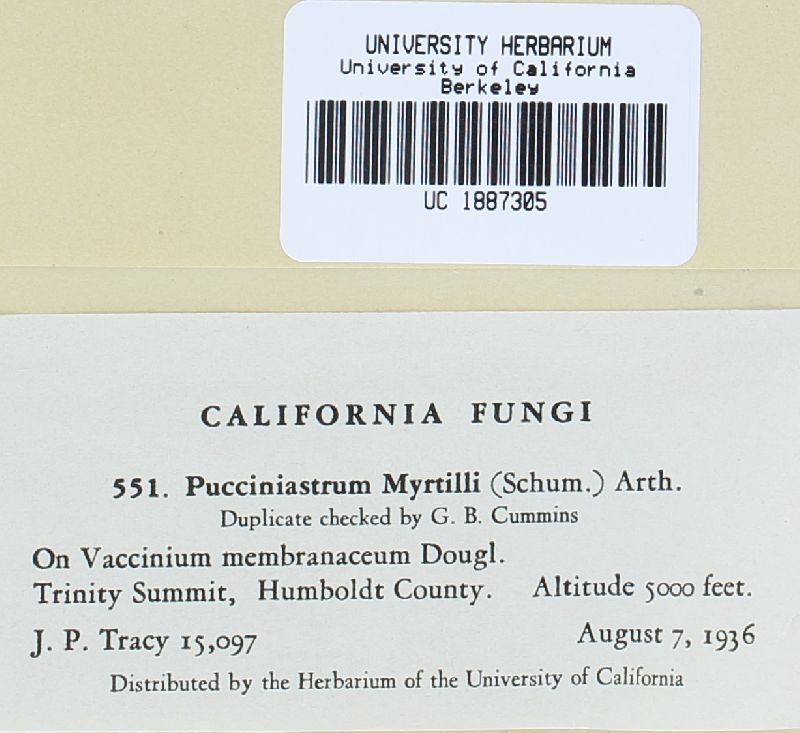 UNIVERSITY HERBARIUM
University of California
Berkeley
UC 1887305
CALIFORNIA FUNGI
551. Pucciniastrum Myrtilli (Schum.) Arth.
Duplicate checked by G. B. Cummins
On Vaccinium membranaceum Dougl.
Trinity Summit, Humboldt County. Altitude 5000 feet.
J. P. Tracy 15,097 August 7, 1936
Distributed by the Herbarium of the University of California